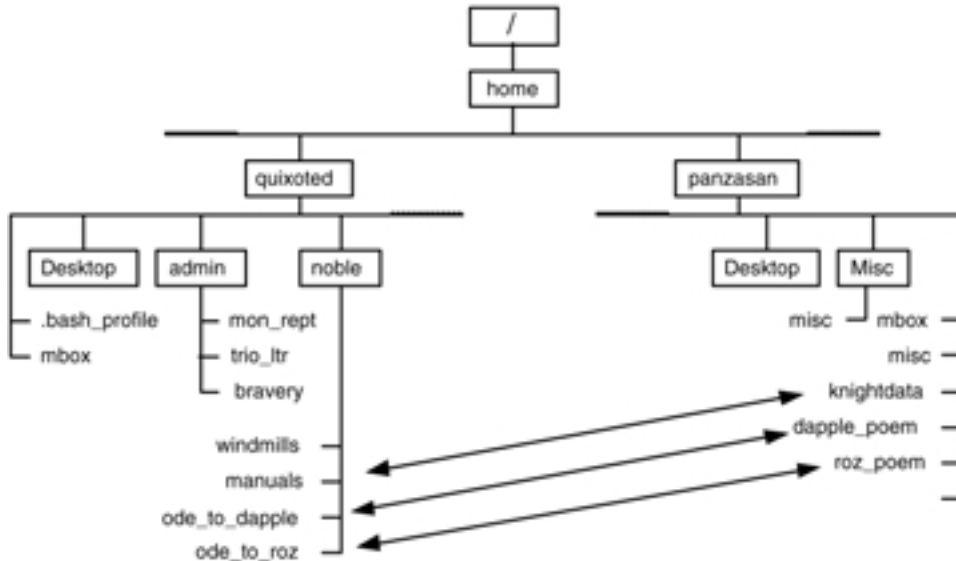 /
home
quixoted
panzasan
Desktop
admin
noble
Desktop
Misc
.bash_profile
mon_rept
misc
mbox
mbox
trio_ltr
misc
bravery
knightdata
dapple_poem
windmills
roz_poem
manuals
ode_to_dapple
ode_to_roz